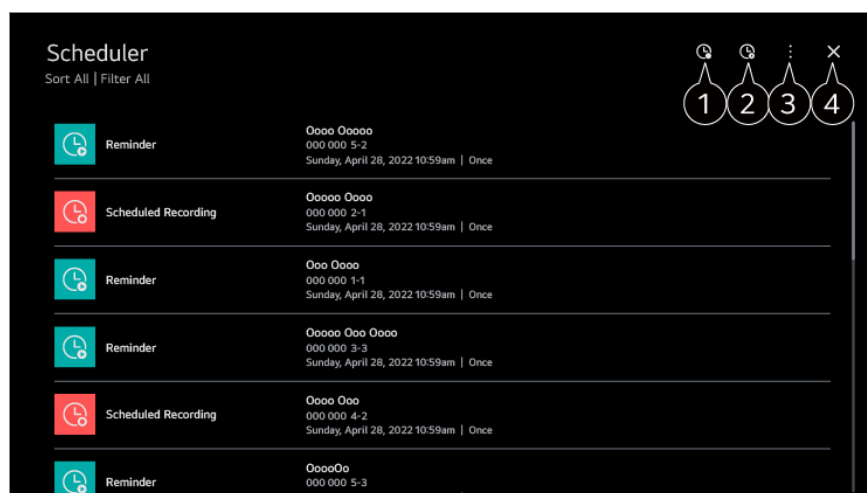 Scheduler
Sort All | Filter All
1 2 3 4
Reminder
Oooo Ooooo
000 000 5-2
Sunday, April 28, 2022 10:59am | Once
Scheduled Recording
Ooooo Oooo
000 000 2-1
Sunday, April 28, 2022 10:59am | Once
Reminder
Ooo Oooo
000 000 1-1
Sunday, April 28, 2022 10:59am | Once
Reminder
Ooooo Ooo Oooo
000 000 3-3
Sunday, April 28, 2022 10:59am | Once
Scheduled Recording
Oooo Ooo
000 000 4-2
Sunday, April 28, 2022 10:59am | Once
Reminder
OoooOo
000 000 5-3